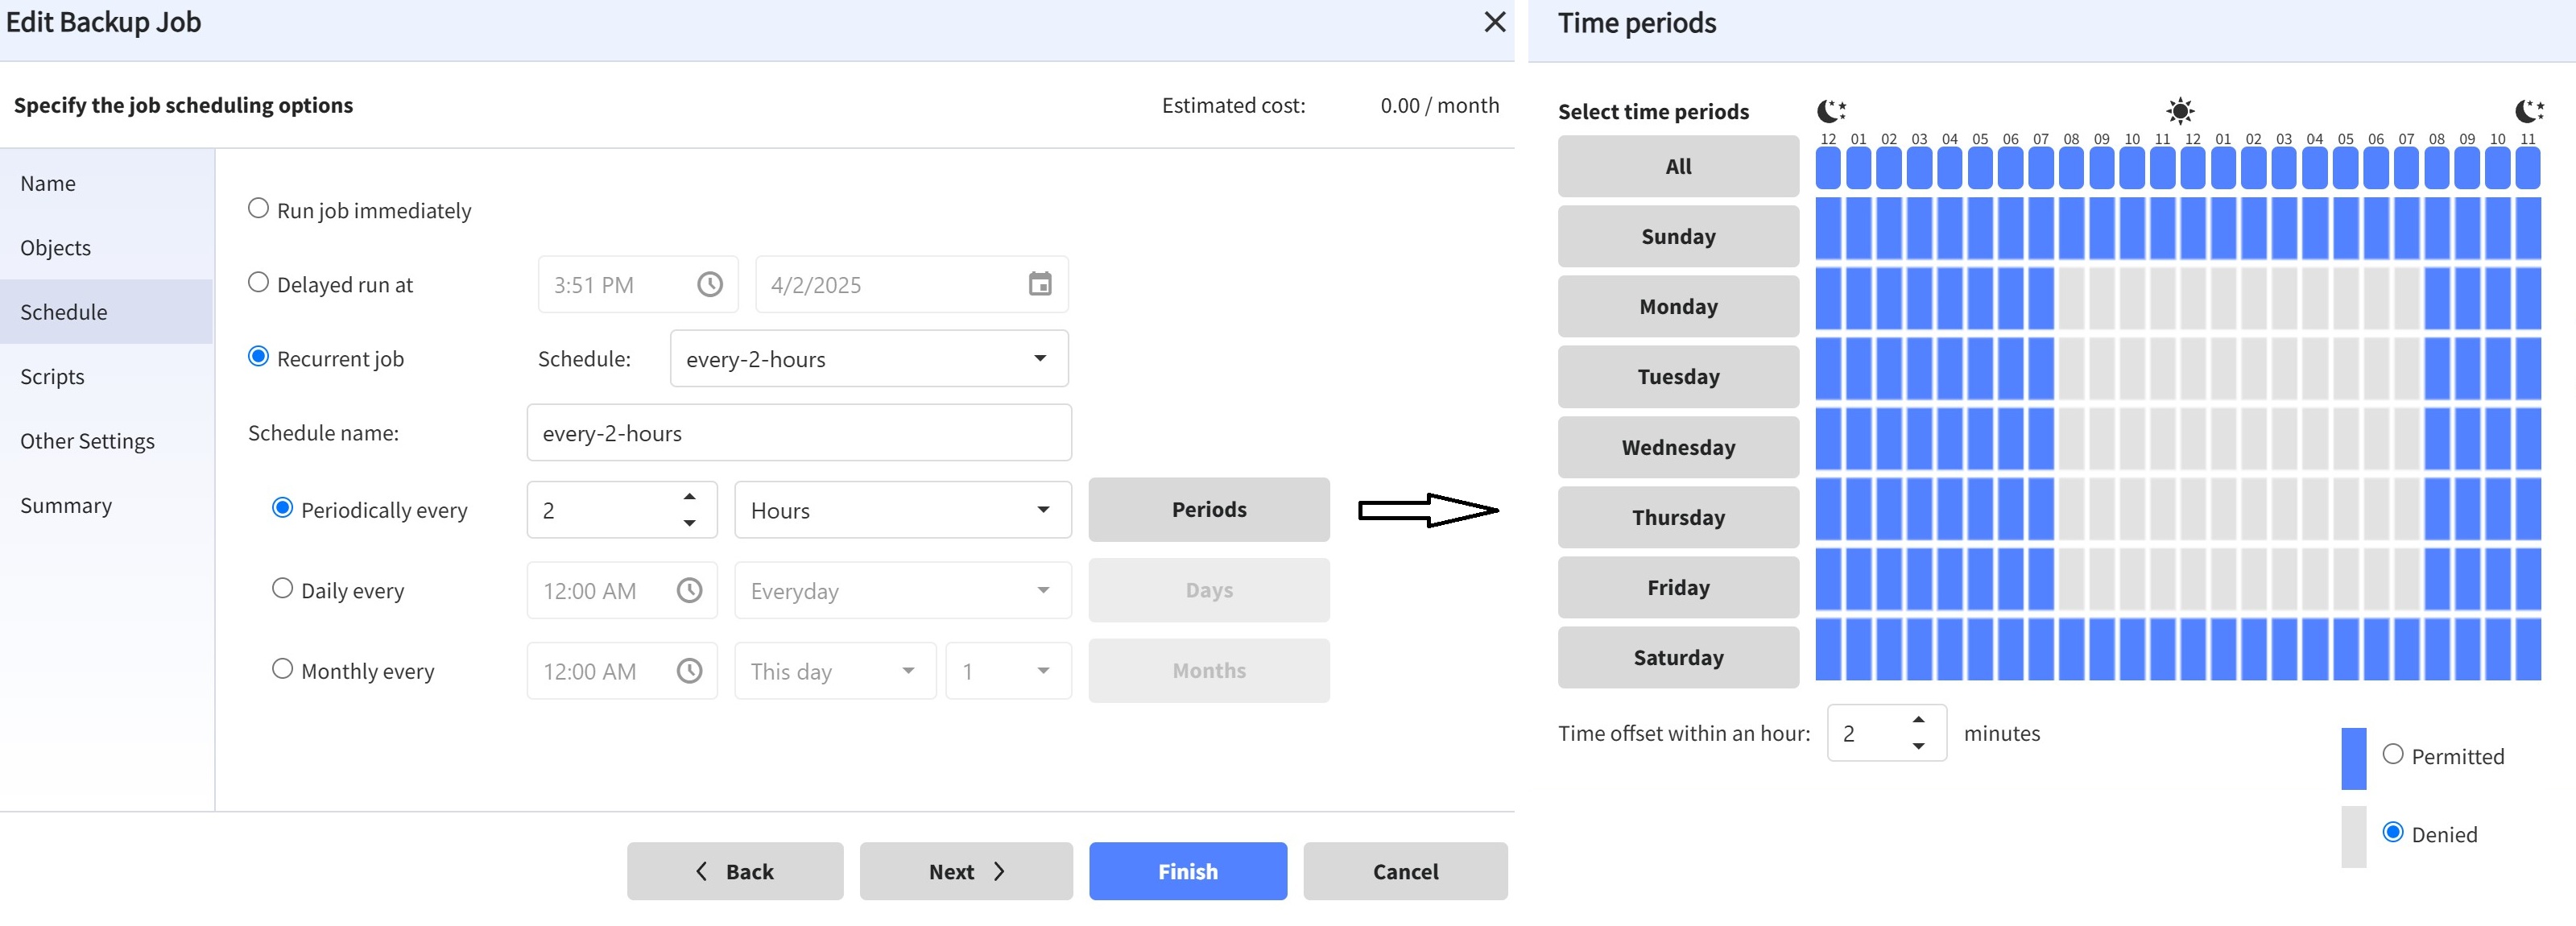 Edit Backup Job
Specify the job scheduling options
Estimated cost: 0.00 / month
Name
Objects
Schedule
Scripts
Other Settings
Summary
Run job immediately
Delayed run at 3:51 PM 4/2/2025
Recurrent job Schedule: every-2-hours
Schedule name: every-2-hours
Periodically every 2 Hours Periods
Daily every 12:00 AM Everyday Days
Monthly every 12:00 AM This day 1 Months
Back Next Finish Cancel
Time periods
Select time periods
12 01 02 03 04 05 06 07 08 09 10 11 12 01 02 03 04 05 06 07 08 09 10 11
All
Sunday
Monday
Tuesday
Wednesday
Thursday
Friday
Saturday
Time offset within an hour: 2 minutes
Permitted
Denied